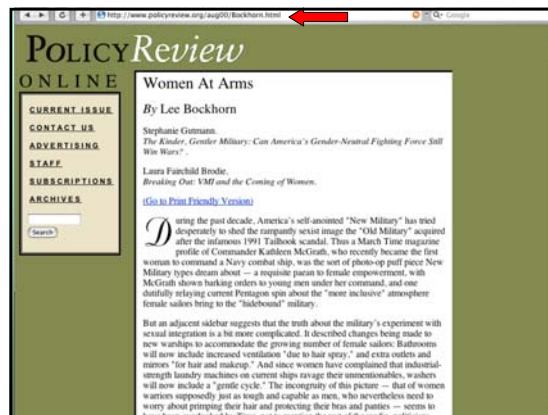 http://www.policyreview.org/aug00/Bockhorn.html
Google
POLICY Review
ONLINE
CURRENT ISSUE
CONTACT US
ADVERTISING
STAFF
SUBSCRIPTIONS
ARCHIVES
Search
Women At Arms
By Lee Bockhorn
Stephanie Gutmann.
The Kinder, Gentler Military: Can America's Gender-Neutral Fighting Force Still
Win Wars? .
Laura Fairchild Brodie.
Breaking Out: VMI and the Coming of Women.
(Go to Print Friendly Version)
During the past decade, America's self-anointed "New Military" has tried
desperately to shed the rampantly sexist image the "Old Military" acquired
after the infamous 1991 Tailhook scandal. Thus a March Time magazine
profile of Commander Kathleen McGrath, who recently became the first
woman to command a Navy combat ship, was the sort of photo-op puff piece New
Military types dream about — a requisite paean to female empowerment, with
McGrath shown barking orders to young men under her command, and one
dutifully relaying current Pentagon spin about the "more inclusive" atmosphere
female sailors bring to the "hidebound" military.
But an adjacent sidebar suggests that the truth about the military's experiment with
sexual integration is a bit more complicated. It described changes being made to
new warships to accommodate the growing number of female sailors: Bathrooms
will now include increased ventilation "due to hair spray," and extra outlets and
mirrors "for hair and makeup." And since women have complained that industrial-
strength laundry machines on current ships ravage their unmentionables, washers
will now include a "gentle cycle." The incongruity of this picture — that of women
warriors supposedly just as tough and capable as men, who nevertheless need to
worry about primping their hair and protecting their bras and panties — seems to